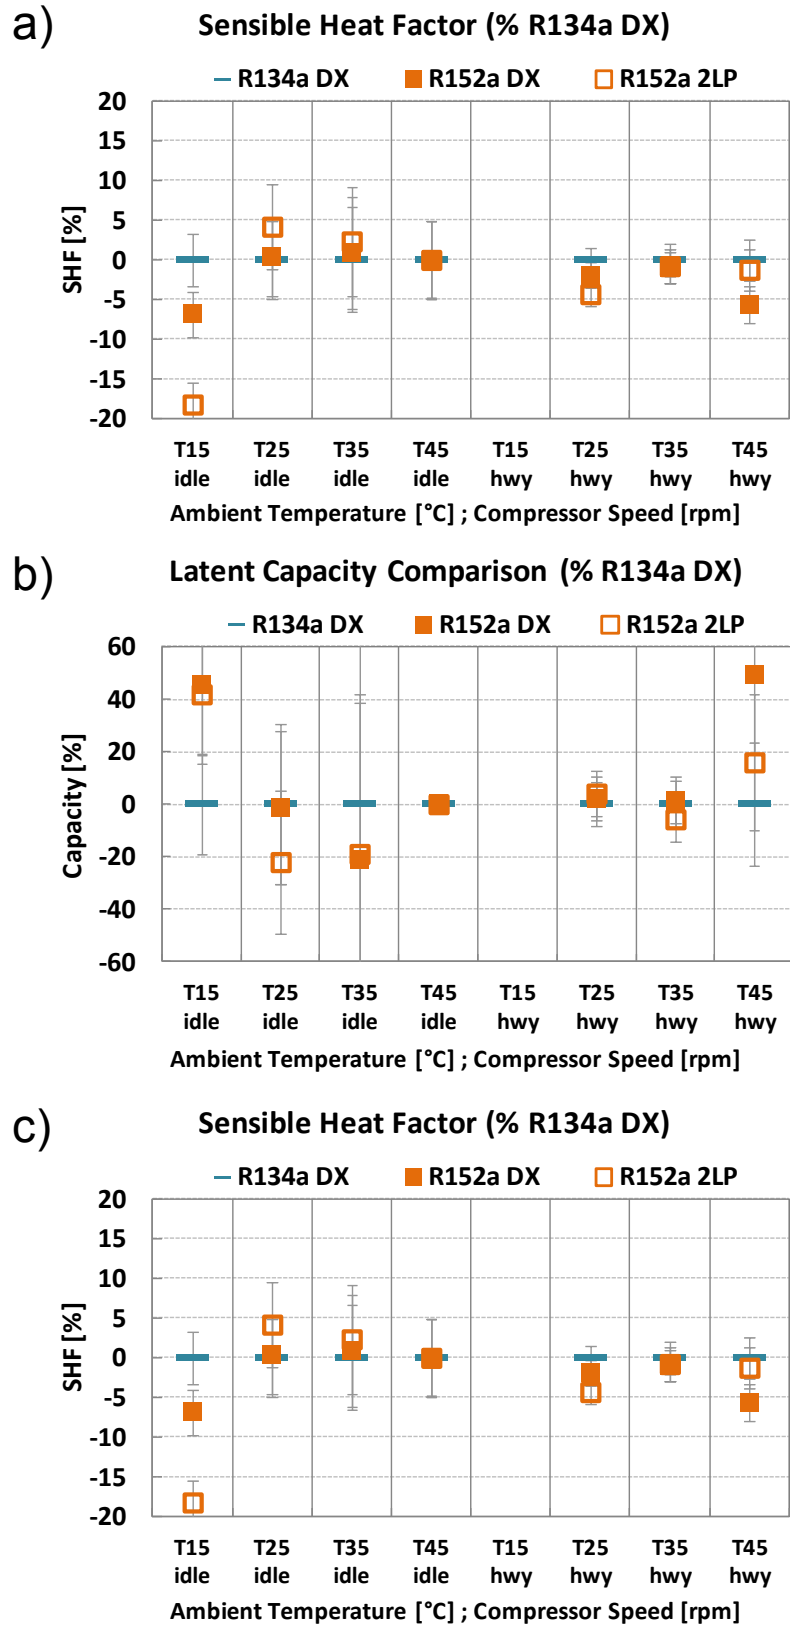 a)
Sensible Heat Factor (% R134a DX)
R134a DX R152a DX R152a 2LP
20
15
10
5
0
-5
-10
-15
-20
SHF [%]
T15 T25 T35 T45 T15 T25 T35 T45
idle idle idle idle hwy hwy hwy hwy
Ambient Temperature [°C] ; Compressor Speed [rpm]
b)
Latent Capacity Comparison (% R134a DX)
R134a DX R152a DX R152a 2LP
60
40
20
0
-20
-40
-60
Capacity [%]
T15 T25 T35 T45 T15 T25 T35 T45
idle idle idle idle hwy hwy hwy hwy
Ambient Temperature [°C] ; Compressor Speed [rpm]
c)
Sensible Heat Factor (% R134a DX)
R134a DX R152a DX R152a 2LP
20
15
10
5
0
-5
-10
-15
-20
SHF [%]
T15 T25 T35 T45 T15 T25 T35 T45
idle idle idle idle hwy hwy hwy hwy
Ambient Temperature [°C] ; Compressor Speed [rpm]